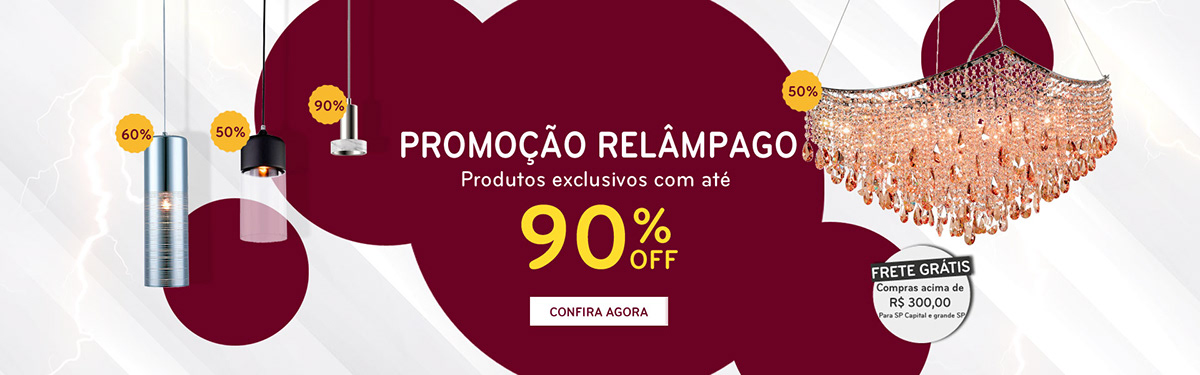 60%
50%
90%
50%
PROMOÇÃO RELÂMPAGO
Produtos exclusivos com até
90%
OFF
CONFIRA AGORA
FRETE GRÁTIS
Compras acima de
R$ 300,00
Para SP Capital e grande SP